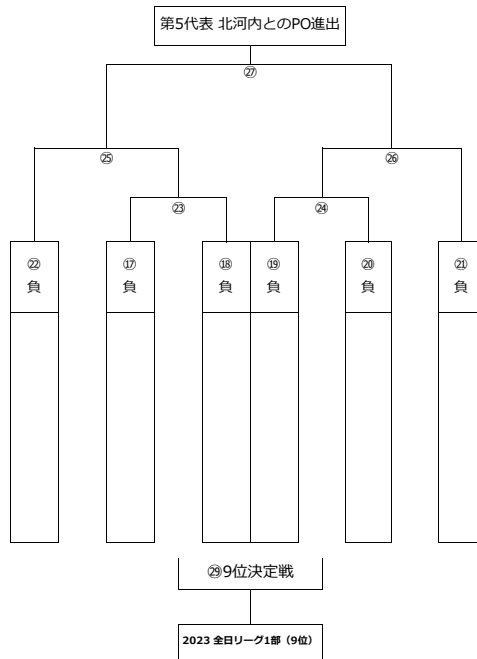 第5代表 北河内とのPO進出
㉗
㉕ ㉖
㉓ ㉔
㉒ ⑰ ⑱ ⑲ ⑳ ㉑
負 負 負 負 負 負
㉙9位決定戦
2023 全日リーグ1部（9位）